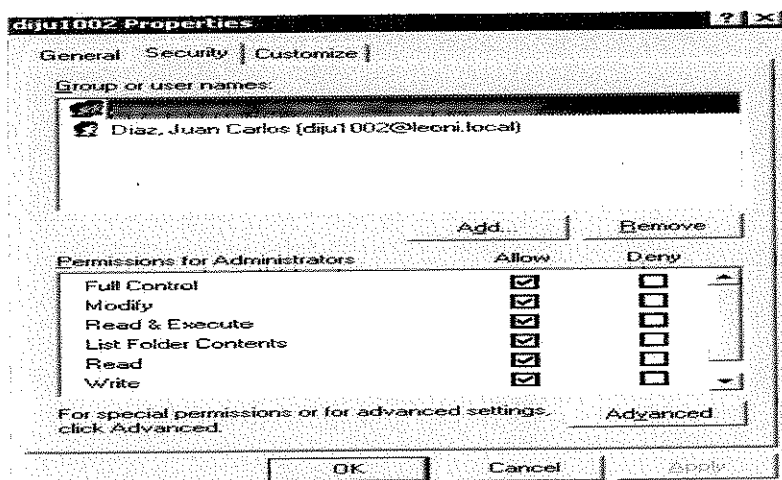 diju1002 Properties ? ×
General Security Customize
Group or user names:
Diaz, Juan Carlos (diju1002@leoni.local)
Add... Remove
Permissions for Administrators Allow Deny
Full Control
Modify
Read & Execute
List Folder Contents
Read
Write
For special permissions or for advanced settings,
click Advanced.
Advanced
OK Cancel Apply